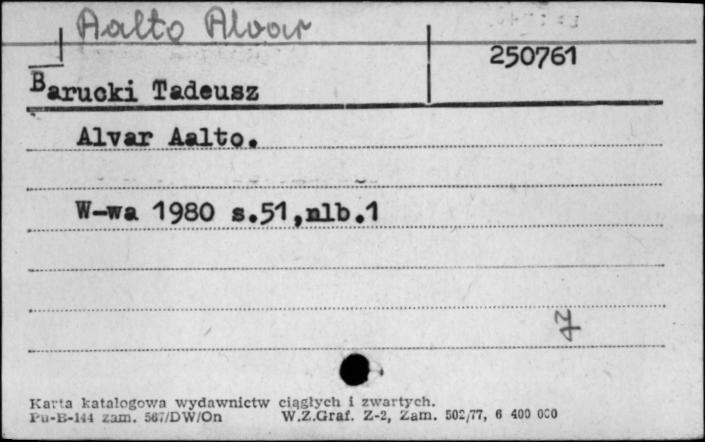 Aalto Alvar
250761
Barucki Tadeusz
Alvar Aalto.
W-wa 1980 s.51,nlb.1
7
Karta katalogowa wydawnictw ciągłych i zwartych.
Pu-B-144 zam. 567/DW/On W.Z.Graf. Z-2, Zam. 502/77, 6 400 000